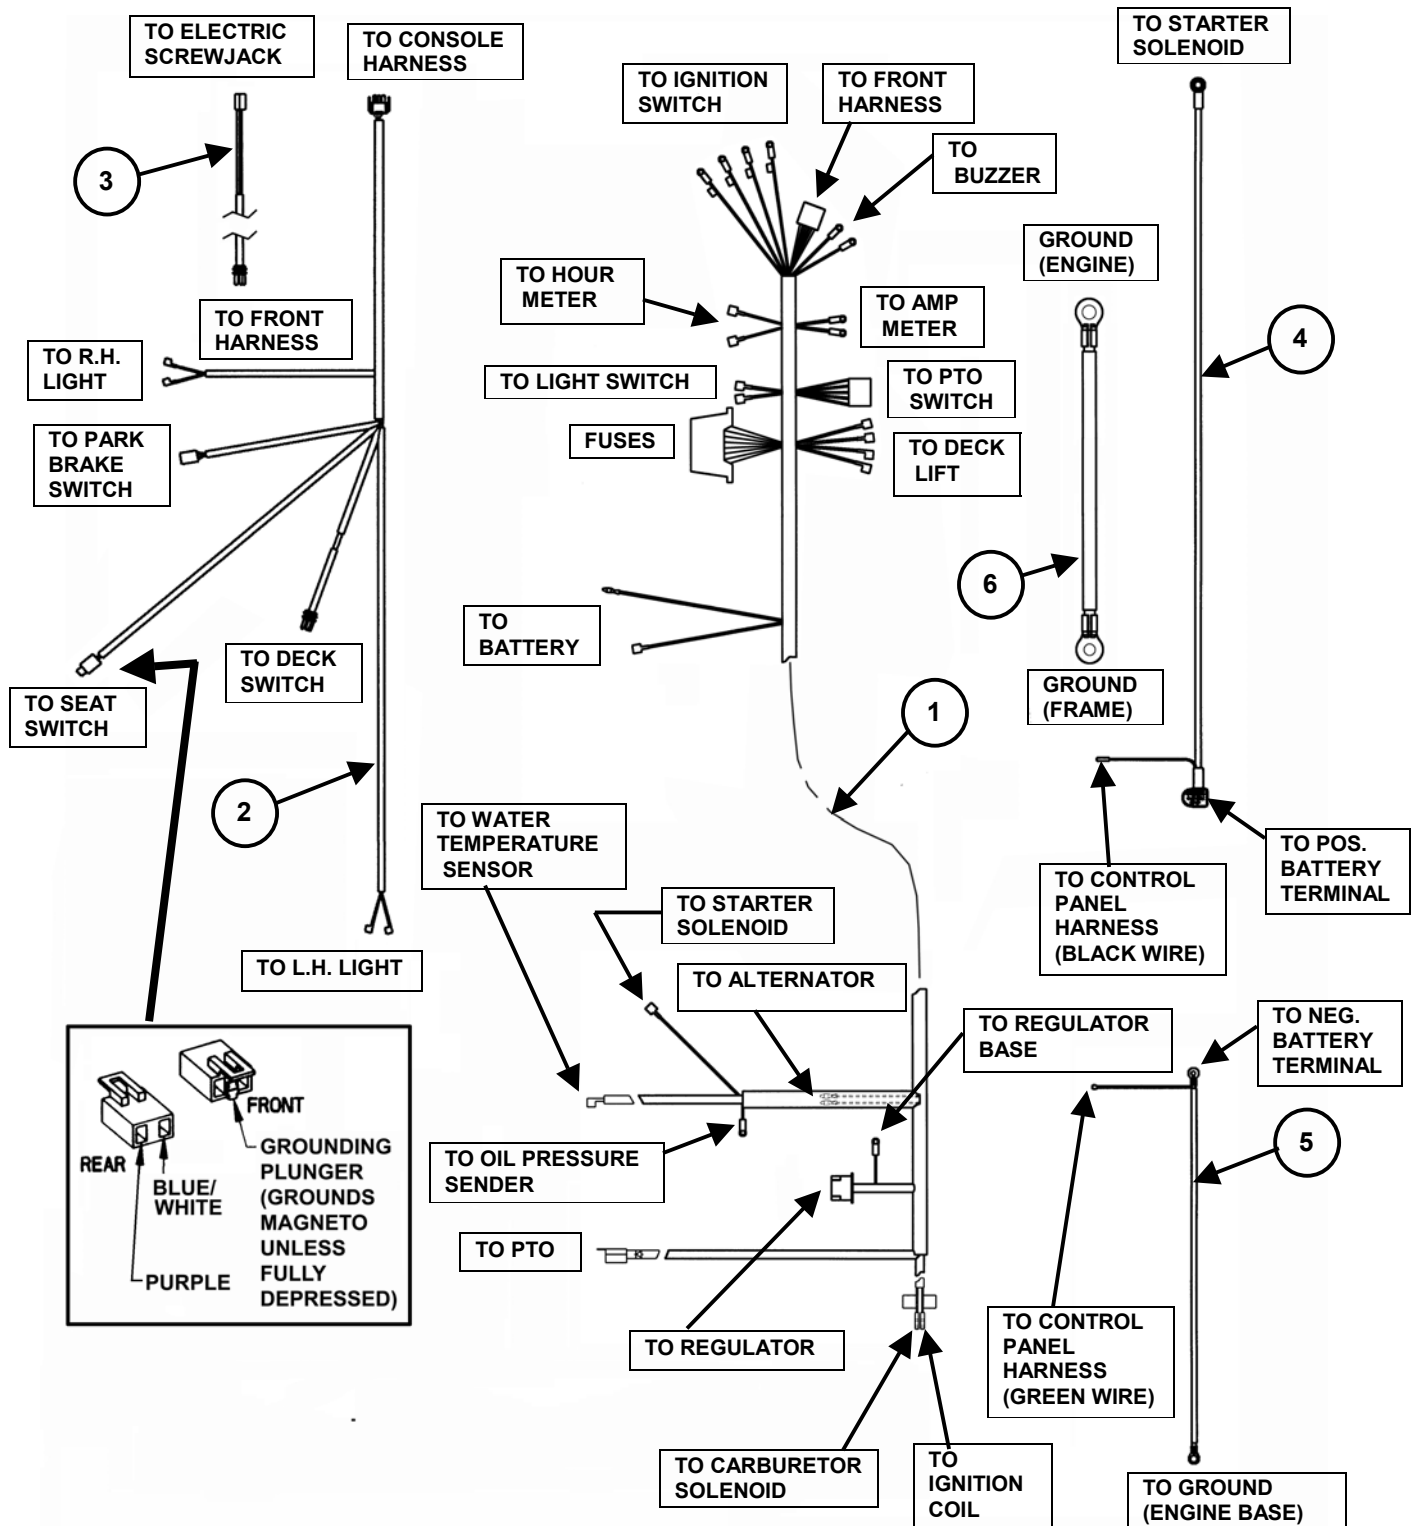 TO ELECTRIC
SCREWJACK
TO CONSOLE
HARNESS
3
TO FRONT
HARNESS
TO R.H.
LIGHT
TO PARK
BRAKE
SWITCH
TO DECK
SWITCH
TO SEAT
SWITCH
2
TO L.H. LIGHT
FRONT
REAR
GROUNDING
PLUNGER
(GROUNDS
MAGNETO
UNLESS
FULLY
DEPRESSED)
BLUE/
WHITE
PURPLE
TO IGNITION
SWITCH
TO FRONT
HARNESS
TO
BUZZER
TO HOUR
METER
TO AMP
METER
TO LIGHT SWITCH
TO PTO
SWITCH
FUSES
TO DECK
LIFT
TO
BATTERY
1
TO WATER
TEMPERATURE
SENSOR
TO STARTER
SOLENOID
TO ALTERNATOR
TO REGULATOR
BASE
TO OIL PRESSURE
SENDER
TO PTO
TO REGULATOR
TO CARBURETOR
SOLENOID
TO
IGNITION
COIL
TO STARTER
SOLENOID
GROUND
(ENGINE)
4
6
GROUND
(FRAME)
TO CONTROL
PANEL
HARNESS
(BLACK WIRE)
TO POS.
BATTERY
TERMINAL
TO NEG.
BATTERY
TERMINAL
5
TO CONTROL
PANEL
HARNESS
(GREEN WIRE)
TO GROUND
(ENGINE BASE)